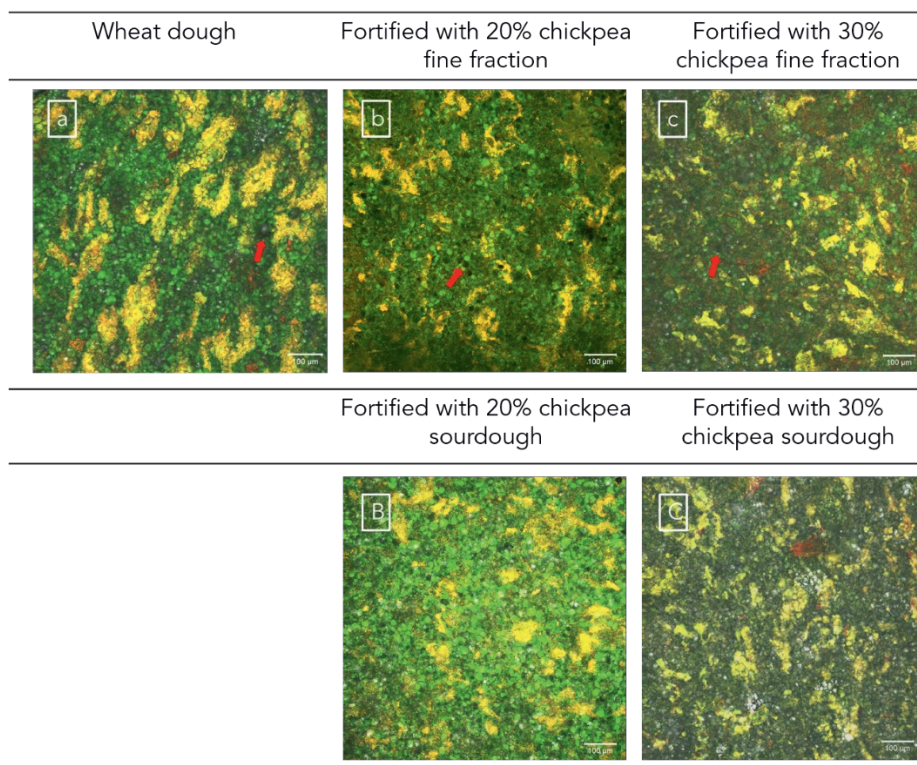 Wheat dough
Fortified with 20% chickpea
fine fraction
Fortified with 30%
chickpea fine fraction
a
b
c
100 µm
100 µm
100 µm
Fortified with 20% chickpea
sourdough
Fortified with 30%
chickpea sourdough
B
C
100 µm
100 µm